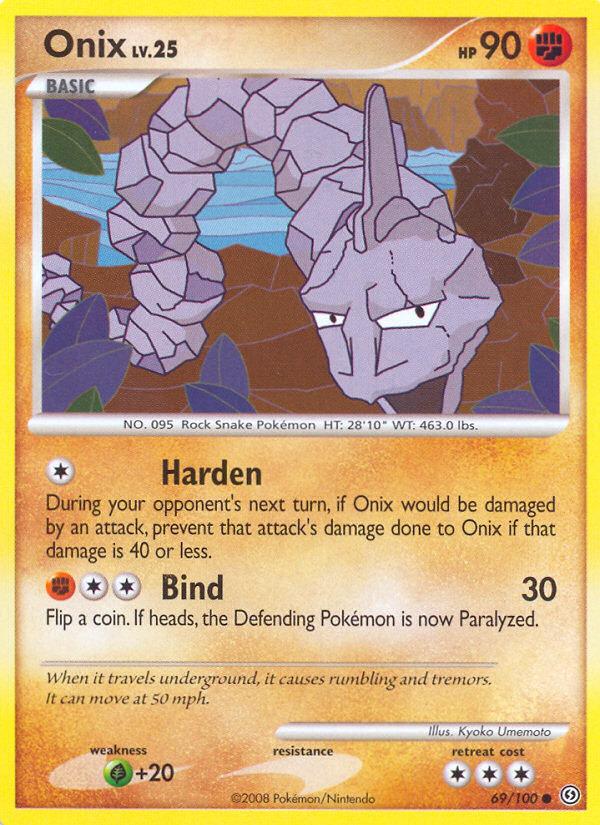 Onix LV.25 HP 90
BASIC
NO. 095 Rock Snake Pokémon HT: 28'10" WT: 463.0 lbs.
Harden
During your opponent's next turn, if Onix would be damaged
by an attack, prevent that attack's damage done to Onix if that
damage is 40 or less.
Bind 30
Flip a coin. If heads, the Defending Pokémon is now Paralyzed.
When it travels underground, it causes rumbling and tremors.
It can move at 50 mph.
Illus. Kyoko Umemoto
weakness resistance retreat cost
+20
©2008 Pokémon/Nintendo 69/100